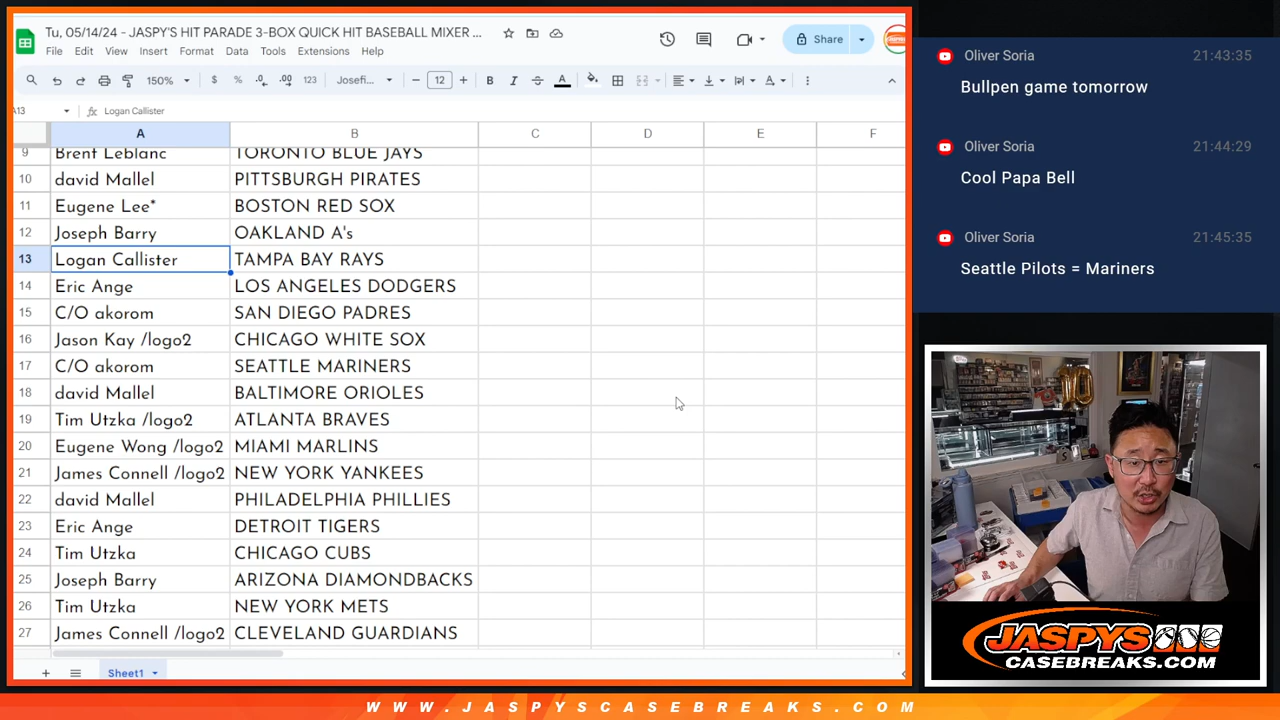 Tu, 05/14/24 - JASPY'S HIT PARADE 3-BOX QUICK HIT BASEBALL MIXER ...
File Edit View Insert Format Data Tools Extensions Help
Share
150% $ % .0 .00 123 Josefi... 12 B I A
A13 fx Logan Callister
A B C D E F
9 Brent Leblanc TORONTO BLUE JAYS
10 david Mallel PITTSBURGH PIRATES
11 Eugene Lee* BOSTON RED SOX
12 Joseph Barry OAKLAND A's
13 Logan Callister TAMPA BAY RAYS
14 Eric Ange LOS ANGELES DODGERS
15 C/O akorom SAN DIEGO PADRES
16 Jason Kay /logo2 CHICAGO WHITE SOX
17 C/O akorom SEATTLE MARINERS
18 david Mallel BALTIMORE ORIOLES
19 Tim Utzka /logo2 ATLANTA BRAVES
20 Eugene Wong /logo2 MIAMI MARLINS
21 James Connell /logo2 NEW YORK YANKEES
22 david Mallel PHILADELPHIA PHILLIES
23 Eric Ange DETROIT TIGERS
24 Tim Utzka CHICAGO CUBS
25 Joseph Barry ARIZONA DIAMONDBACKS
26 Tim Utzka NEW YORK METS
27 James Connell /logo2 CLEVELAND GUARDIANS
Sheet1
Oliver Soria 21:43:35
Bullpen game tomorrow
Oliver Soria 21:44:29
Cool Papa Bell
Oliver Soria 21:45:35
Seattle Pilots = Mariners
10
JASPYS
CASEBREAKS.COM
WWW.JASPYSCASEBREAKS.COM